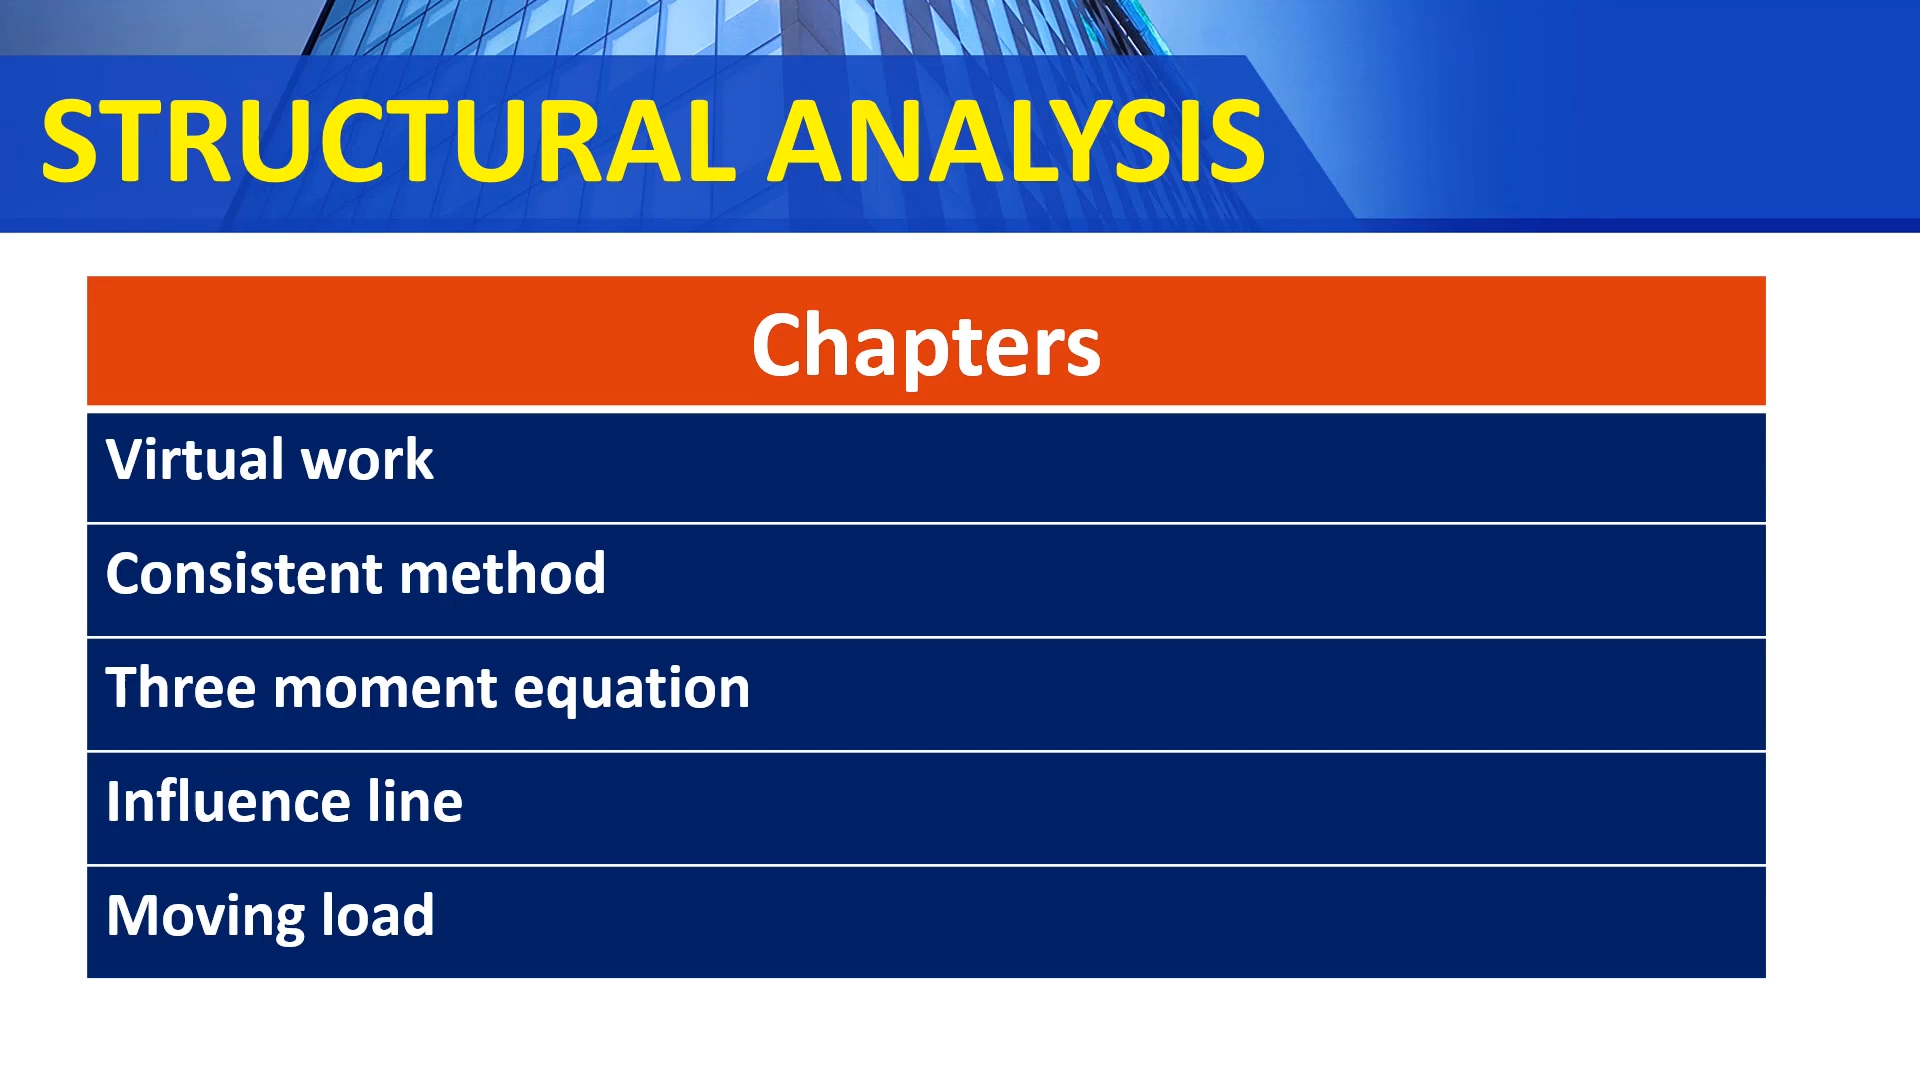 STRUCTURAL ANALYSIS
Chapters
Virtual work
Consistent method
Three moment equation
Influence line
Moving load